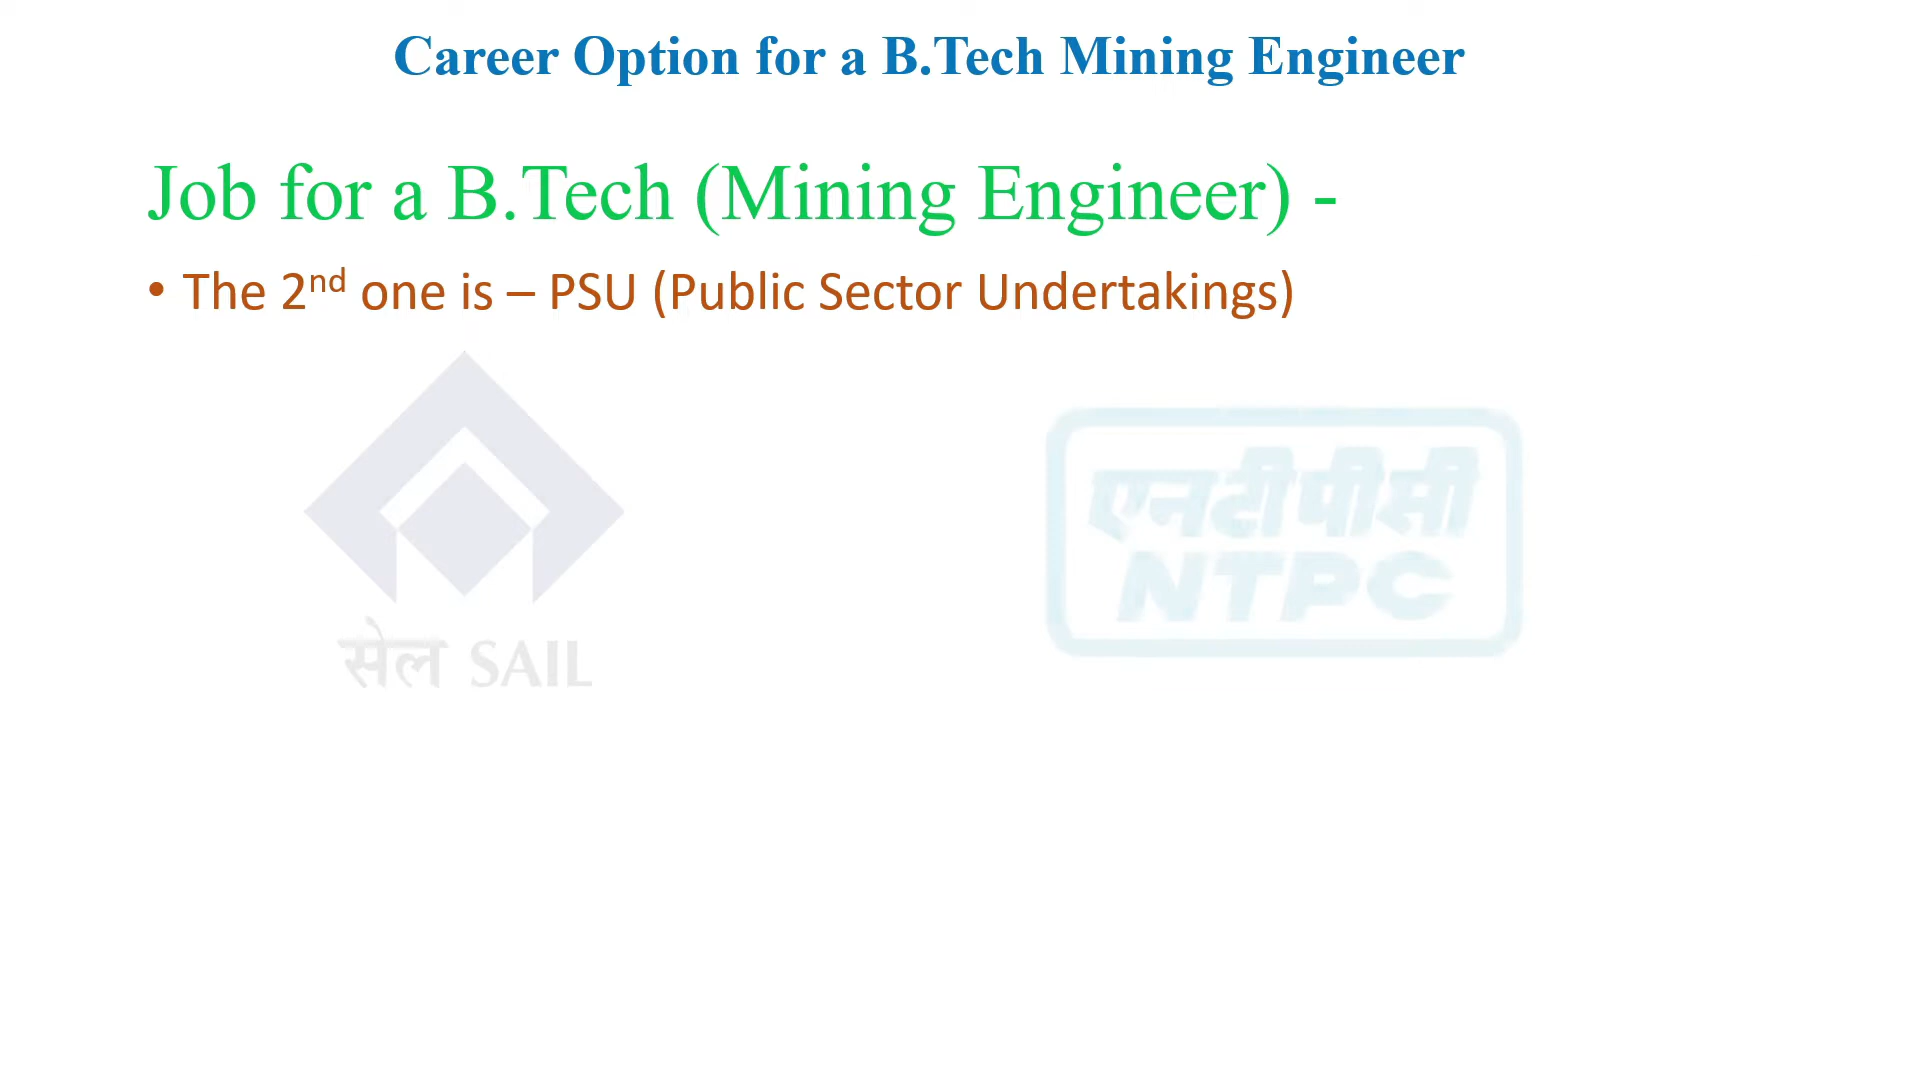 Career Option for a B.Tech Mining Engineer
Job for a B.Tech (Mining Engineer) -
• The 2nd one is – PSU (Public Sector Undertakings)
एनटीपीसी
NTPC
सेल SAIL